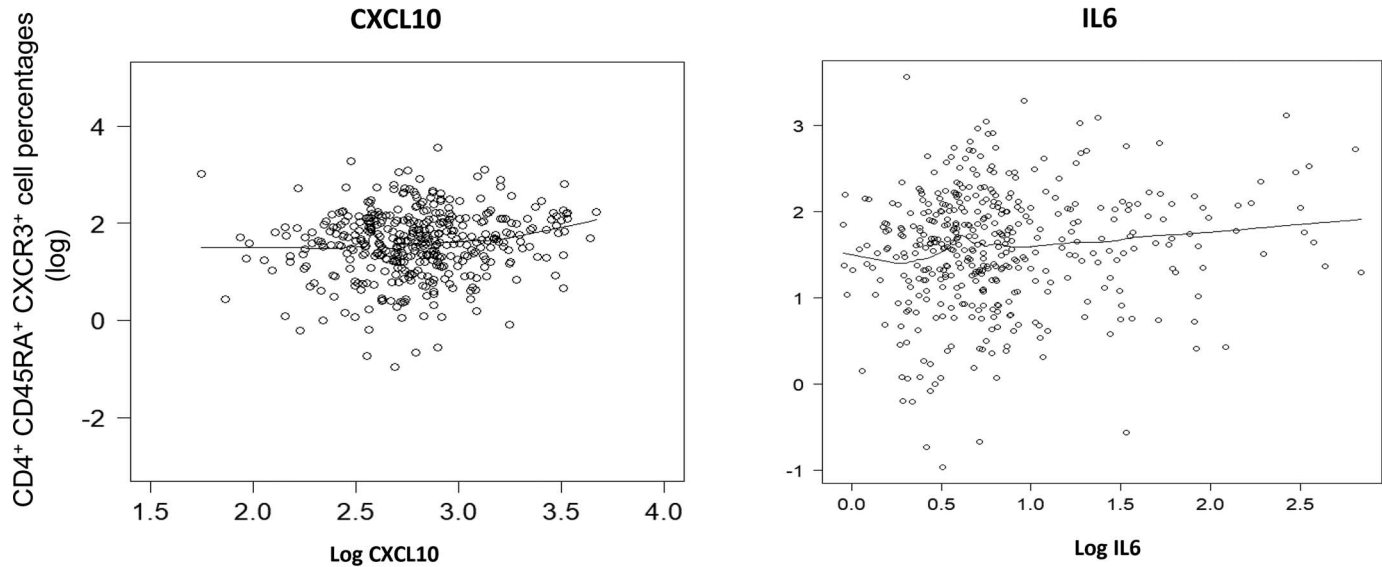 CXCL10
IL6
CD4⁺ CD45RA⁺ CXCR3⁺ cell percentages
(log)
4
2
0
-2
1.5 2.0 2.5 3.0 3.5 4.0
Log CXCL10
3
2
1
0
-1
0.0 0.5 1.0 1.5 2.0 2.5
Log IL6